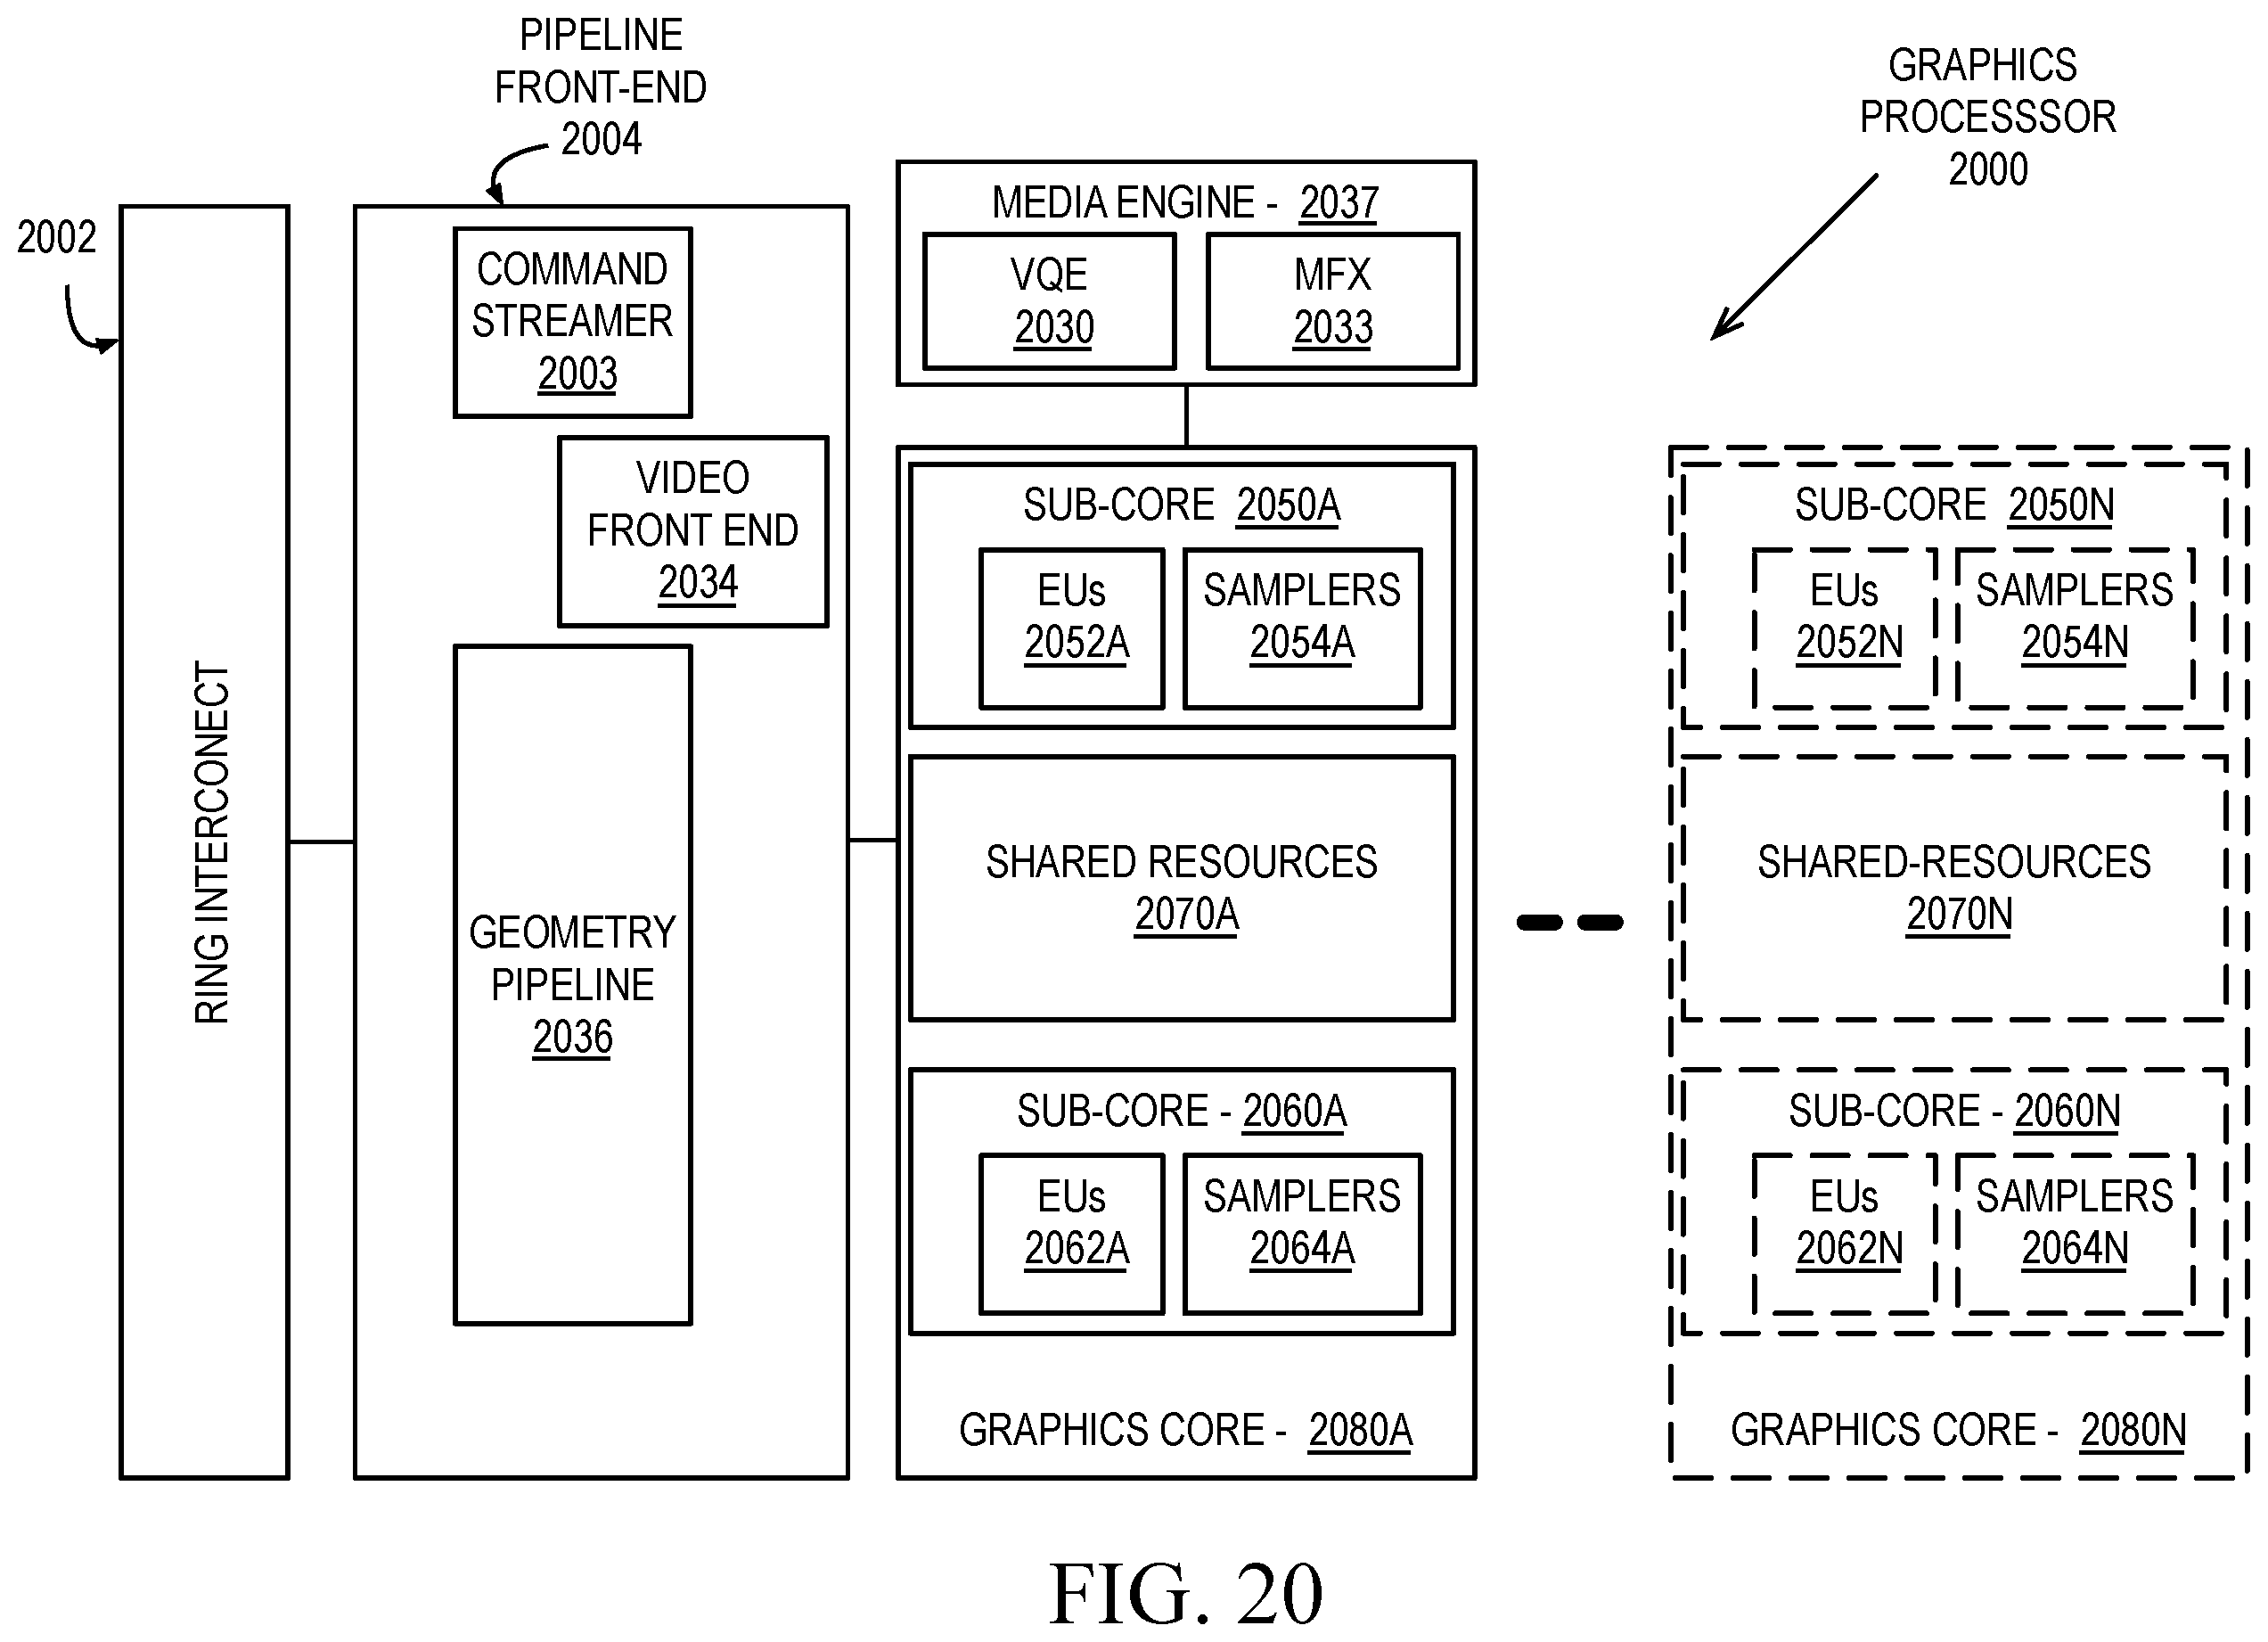 PIPELINE
FRONT-END
2004
GRAPHICS
PROCESSSOR
2000
2002
RING INTERCONECT
COMMAND
STREAMER
2003
VIDEO
FRONT END
2034
GEOMETRY
PIPELINE
2036
MEDIA ENGINE - 2037
VQE
2030
MFX
2033
SUB-CORE 2050A
EUs
2052A
SAMPLERS
2054A
SHARED RESOURCES
2070A
SUB-CORE - 2060A
EUs
2062A
SAMPLERS
2064A
GRAPHICS CORE - 2080A
SUB-CORE 2050N
EUs
2052N
SAMPLERS
2054N
SHARED-RESOURCES
2070N
SUB-CORE - 2060N
EUs
2062N
SAMPLERS
2064N
GRAPHICS CORE - 2080N
FIG. 20